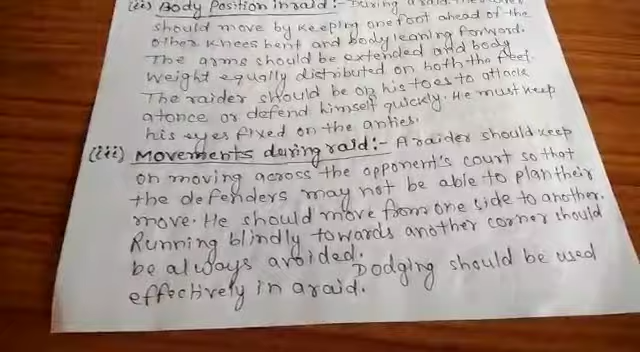 (ii) Body Position in raid :- During a raid the raider
should move by keeping one foot ahead of the
other knees bent and body leaning forward.
The arms should be extended and body
weight equally distributed on both the feet.
The raider should be on his toes to attack
atonce or defend himself quickly. He must keep
his eyes fixed on the anties.
(iii) Movements during raid:- A raider should keep
on moving across the opponent's court so that
the defenders may not be able to plan their
move. He should move from one side to another.
Running blindly towards another corner should
be always avoided.
Dodging should be used
effectively in a raid.